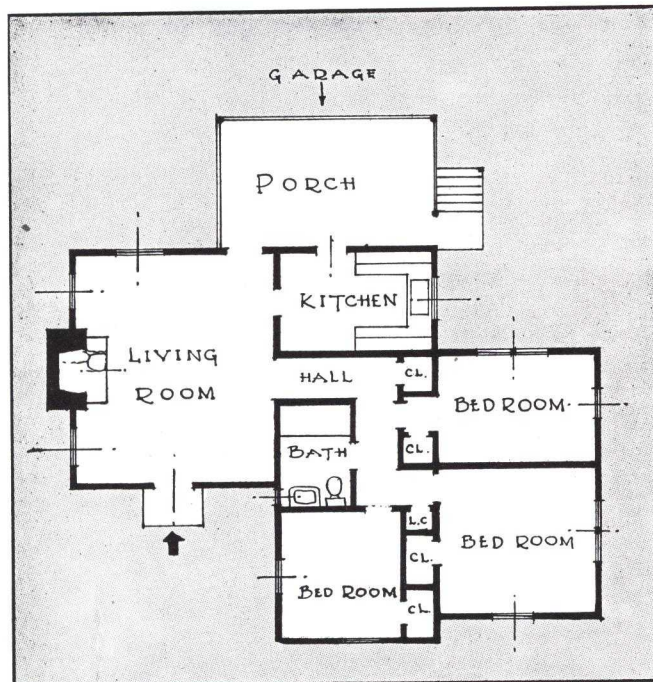 GARAGE
PORCH
KITCHEN
LIVING
ROOM
HALL
CL.
BED ROOM.
CL.
BATH
L.C
CL.
BED ROOM
BED ROOM
CL.